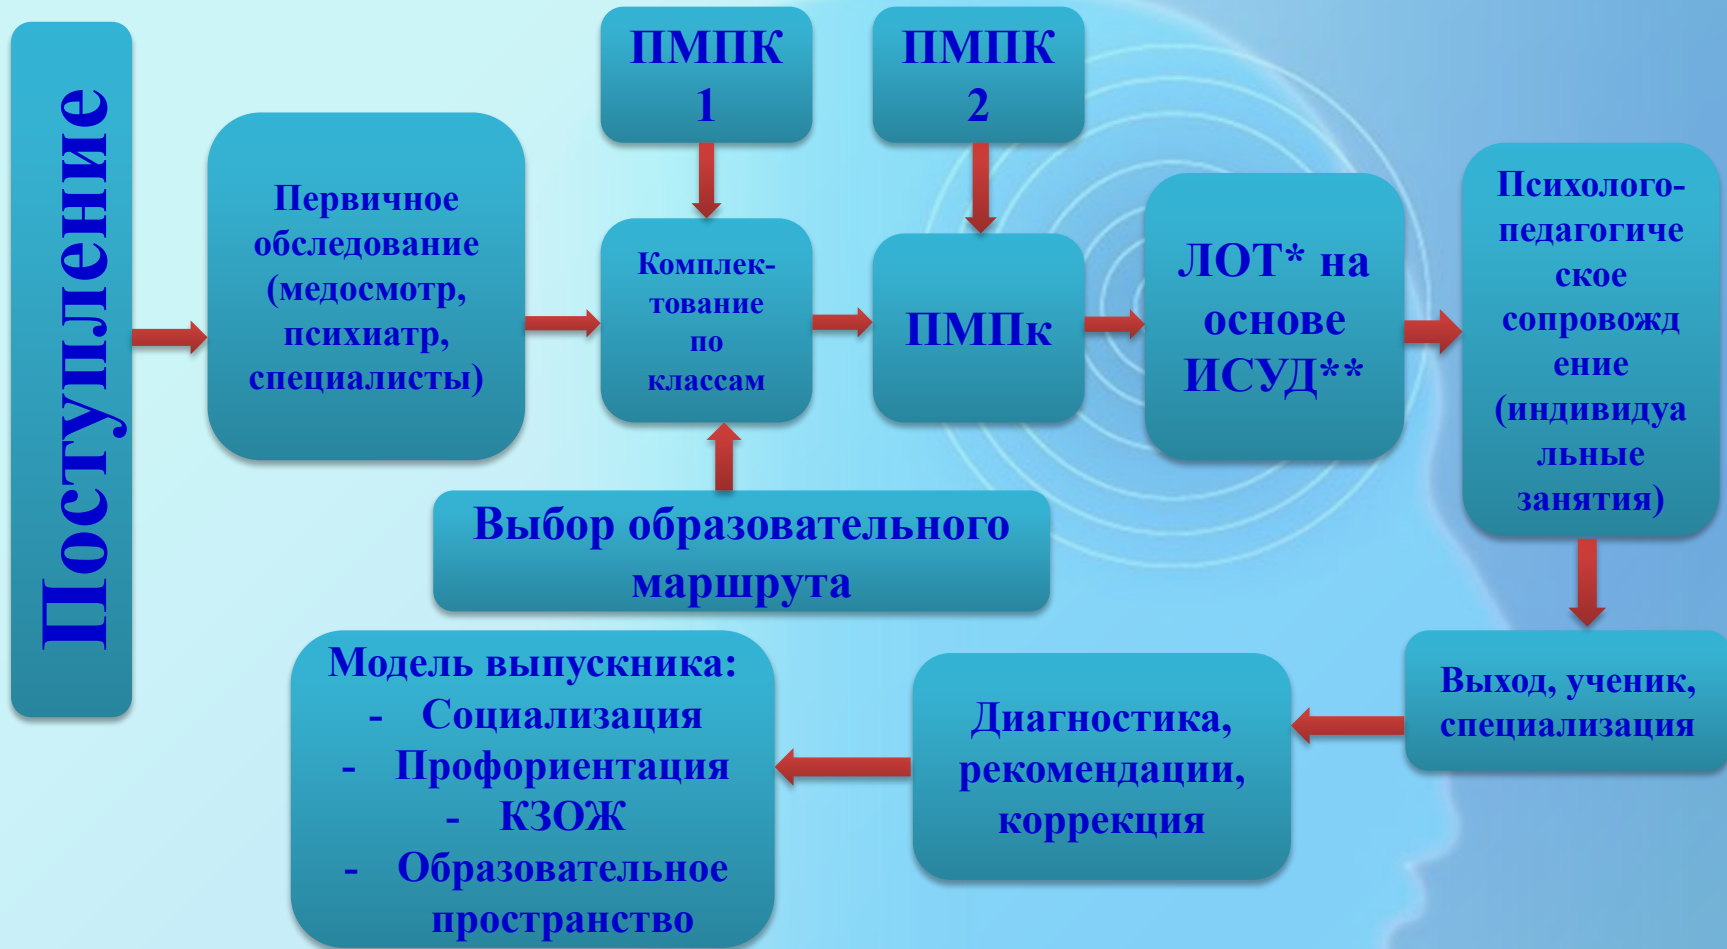 Поступление
Первичное
обследование
(медосмотр,
психиатр,
специалисты)
ПМПК
1
Комплек-
тование
по
классам
Выбор образовательного
маршрута
ПМПК
2
ПМПк
ЛОТ* на
основе
ИСУД**
Психолого-
педагогиче
ское
сопровожд
ение
(индивидуа
льные
занятия)
Выход, ученик,
специализация
Диагностика,
рекомендации,
коррекция
Модель выпускника:
- Социализация
- Профориентация
- КЗОЖ
- Образовательное
пространство